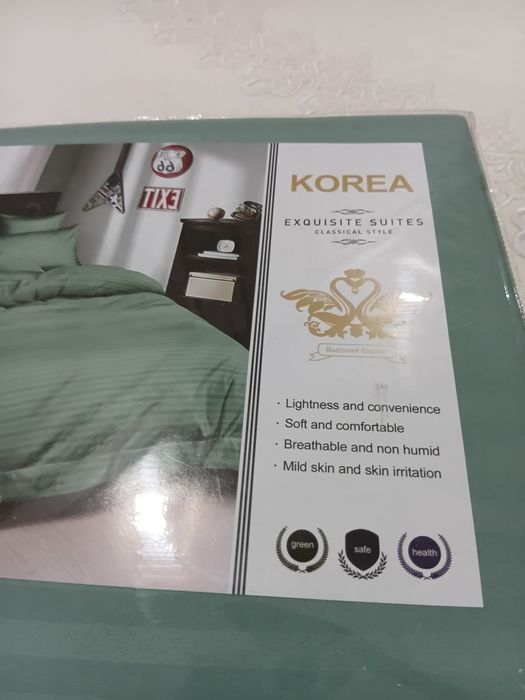 KOREA
EXQUISITE SUITES
CLASSICAL STYLE
Высокий
· Lightness and convenience
· Soft and comfortable
· Breathable and non humid
· Mild skin and skin irritation
green
safe
health
66
EXIT